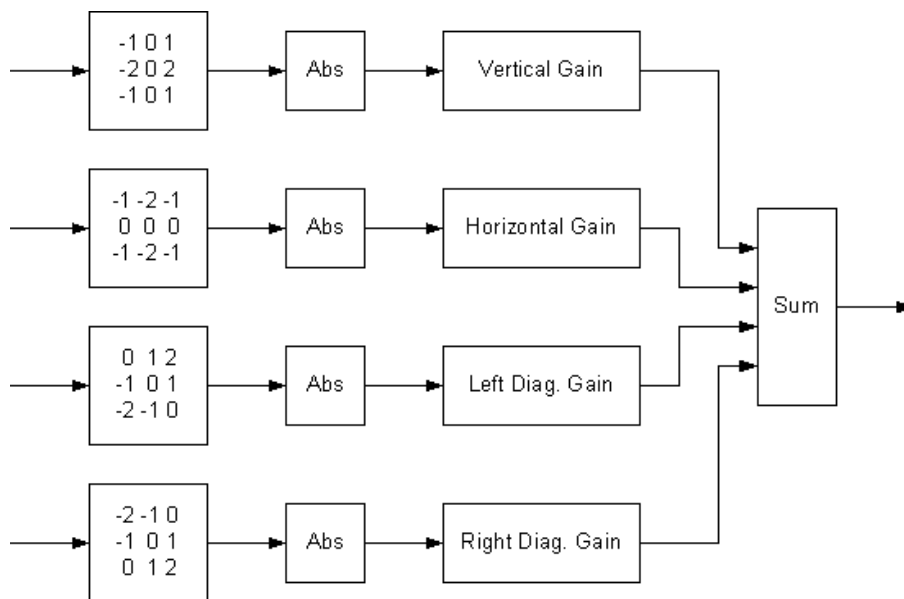 -1 0 1
-2 0 2
-1 0 1
Abs
Vertical Gain
-1 -2 -1
0 0 0
-1 -2 -1
Abs
Horizontal Gain
Sum
0 1 2
-1 0 1
-2 -1 0
Abs
Left Diag. Gain
-2 -1 0
-1 0 1
0 1 2
Abs
Right Diag. Gain